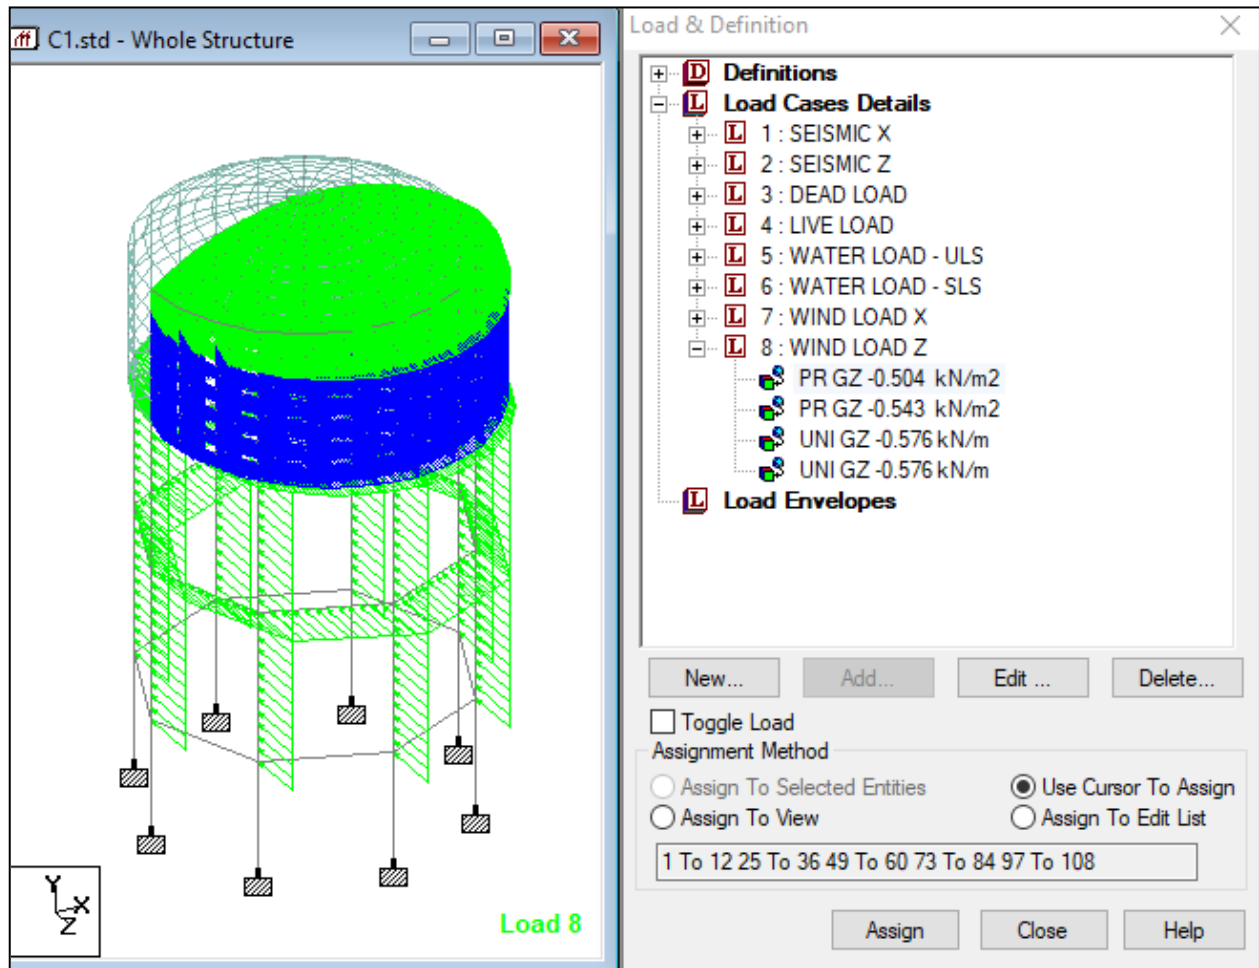 C1.std - Whole Structure
Load & Definition
D Definitions
L Load Cases Details
L 1 : SEISMIC X
L 2 : SEISMIC Z
L 3 : DEAD LOAD
L 4 : LIVE LOAD
L 5 : WATER LOAD - ULS
L 6 : WATER LOAD - SLS
L 7 : WIND LOAD X
L 8 : WIND LOAD Z
PR GZ -0.504 kN/m2
PR GZ -0.543 kN/m2
UNI GZ -0.576 kN/m
UNI GZ -0.576 kN/m
L Load Envelopes
New... Add... Edit ... Delete...
Toggle Load
Assignment Method
Assign To Selected Entities Use Cursor To Assign
Assign To View Assign To Edit List
1 To 12 25 To 36 49 To 60 73 To 84 97 To 108
Assign Close Help
Y
X
Z
Load 8